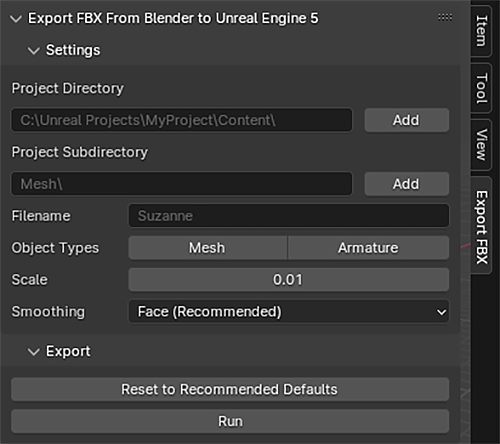 Export FBX From Blender to Unreal Engine 5
Settings
Project Directory
C:\Unreal Projects\MyProject\Content\
Add
Project Subdirectory
Mesh\
Add
Filename
Suzanne
Object Types
Mesh
Armature
Scale
0.01
Smoothing
Face (Recommended)
Export
Reset to Recommended Defaults
Run
Item
Tool
View
Export FBX